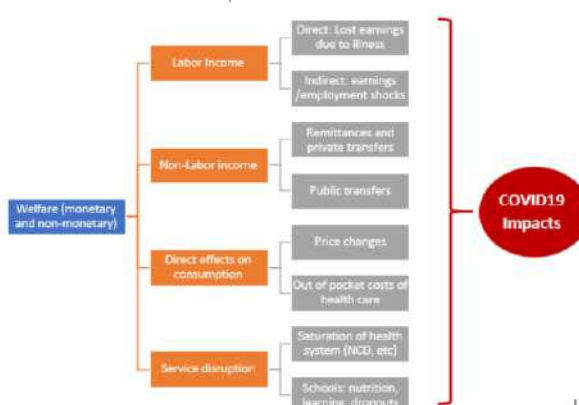 Welfare (monetary
and non-monetary)
Labor Income
Direct: Lost earnings
due to illness
Indirect: earnings
/employment shocks
Non-Labor income
Remittances and
private transfers
Public transfers
Direct effects on
consumption
Price changes
Out of pocket costs of
health care
Service disruption
Saturation of health
system (NCD, etc)
Schools: nutrition,
learning, dropouts
COVID19
Impacts